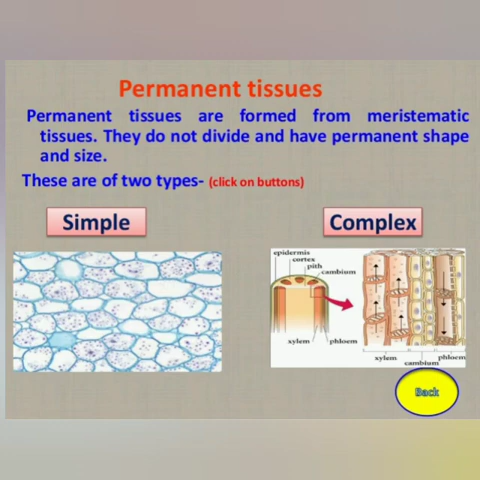 Permanent tissues
Permanent tissues are formed from meristematic
tissues. They do not divide and have permanent shape
and size.
These are of two types- (click on buttons)
Simple
Complex
epidermis
cortex
pith
cambium
xylem
phloem
xylem
cambium
phloem
Back